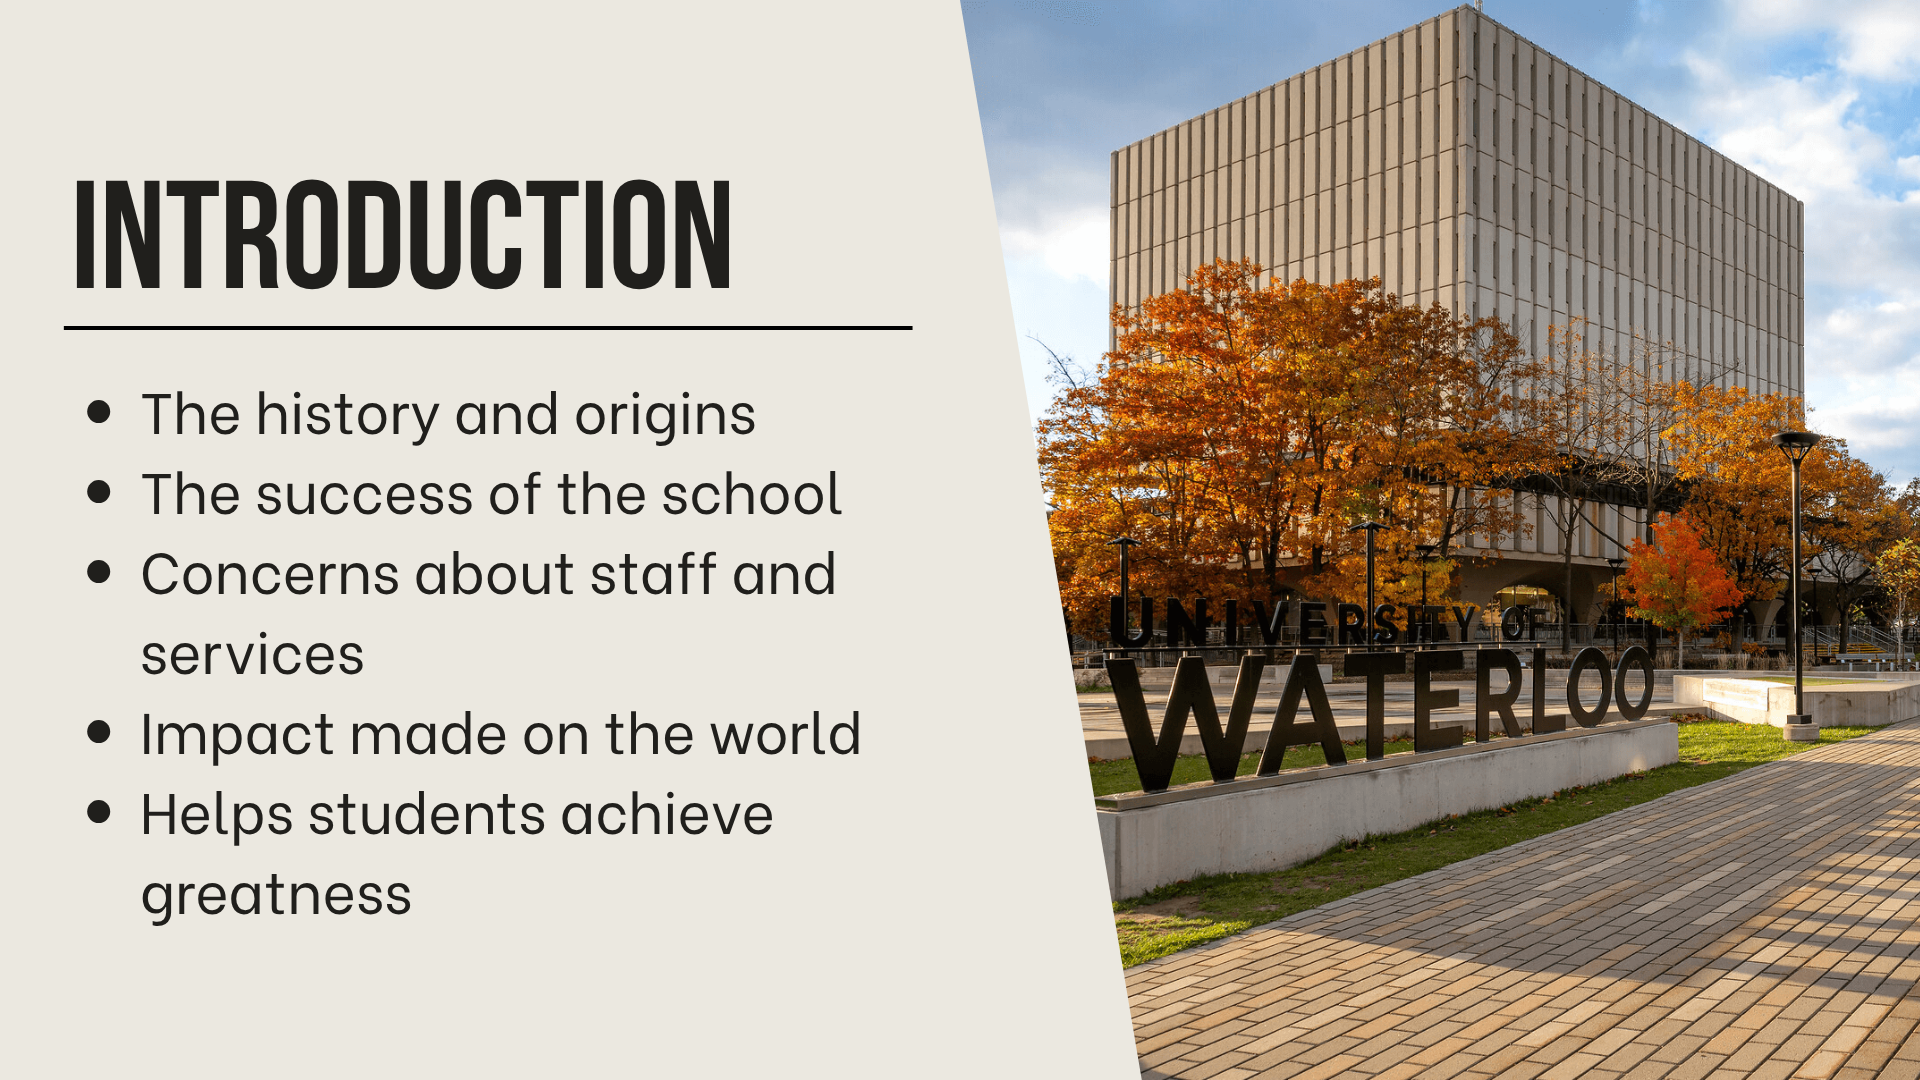 INTRODUCTION
• The history and origins
• The success of the school
• Concerns about staff and
services
• Impact made on the world
• Helps students achieve
greatness
UNIVERSITY OF
WATERLOO